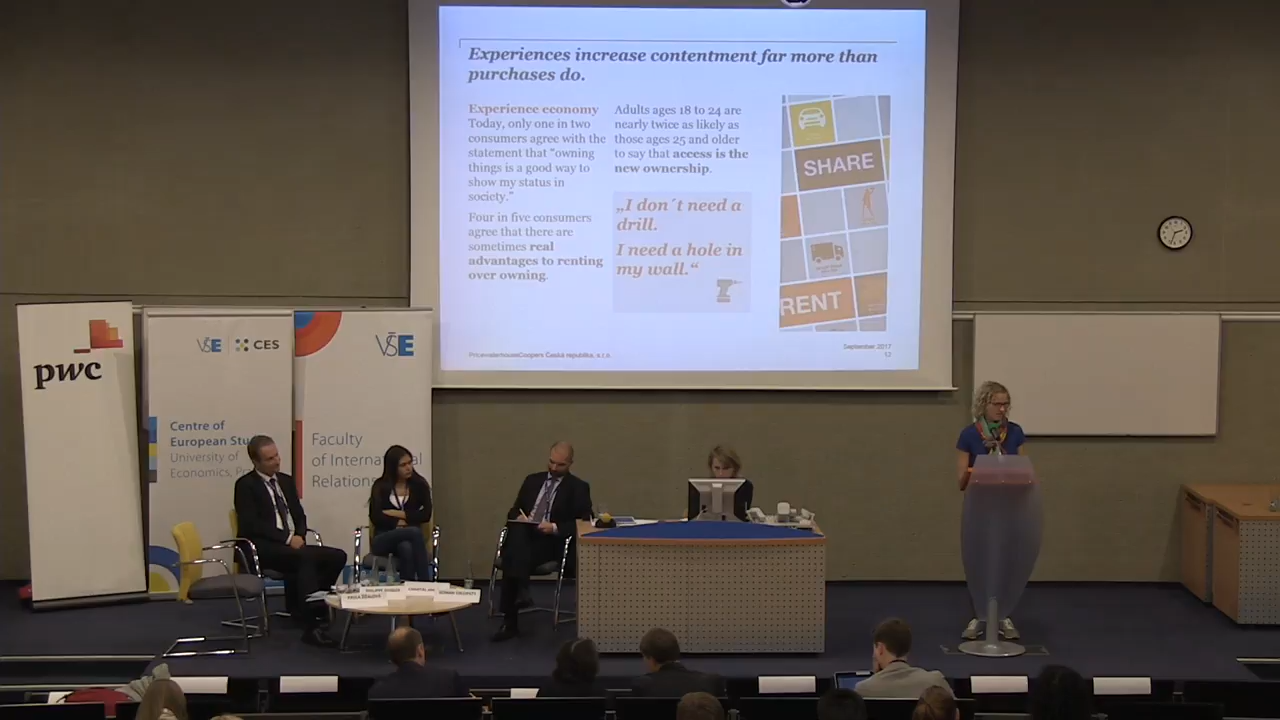 Experiences increase contentment far more than
purchases do.
Experience economy
Today, only one in two
consumers agree with the
statement that "owning
things is a good way to
show my status in
society."
Four in five consumers
agree that there are
sometimes real
advantages to renting
over owning.
Adults ages 18 to 24 are
nearly twice as likely as
those ages 25 and older
to say that access is the
new ownership.
„I don´t need a
drill.
I need a hole in
my wall.“
SHARE
RENT
PricewaterhouseCoopers Česká republika, s.r.o.
September 2017
12
pwc
VŠE CES
Centre of
European Stu
University of
Economics, Pr
VŠE
Faculty
of International
Relations